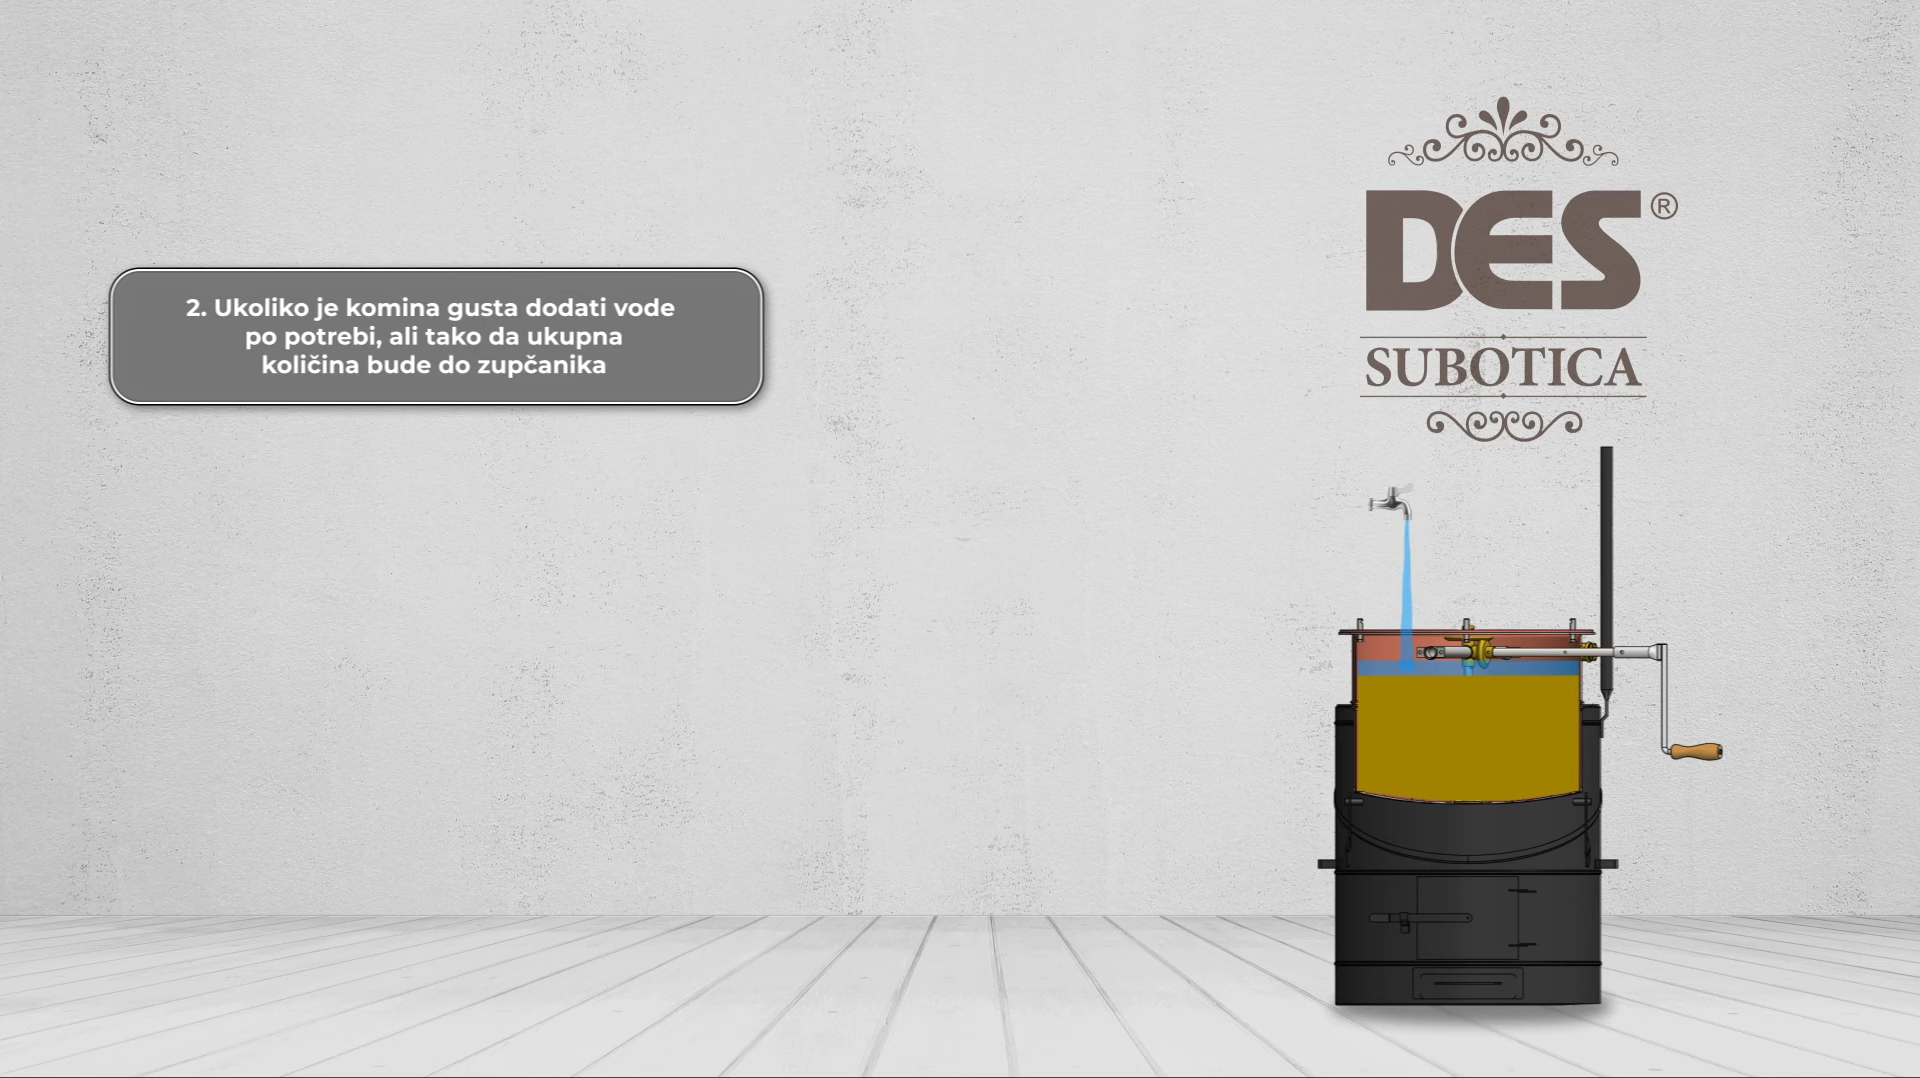 2. Ukoliko je komina gusta dodati vode
po potrebi, ali tako da ukupna
količina bude do zupčanika
DES®
SUBOTICA